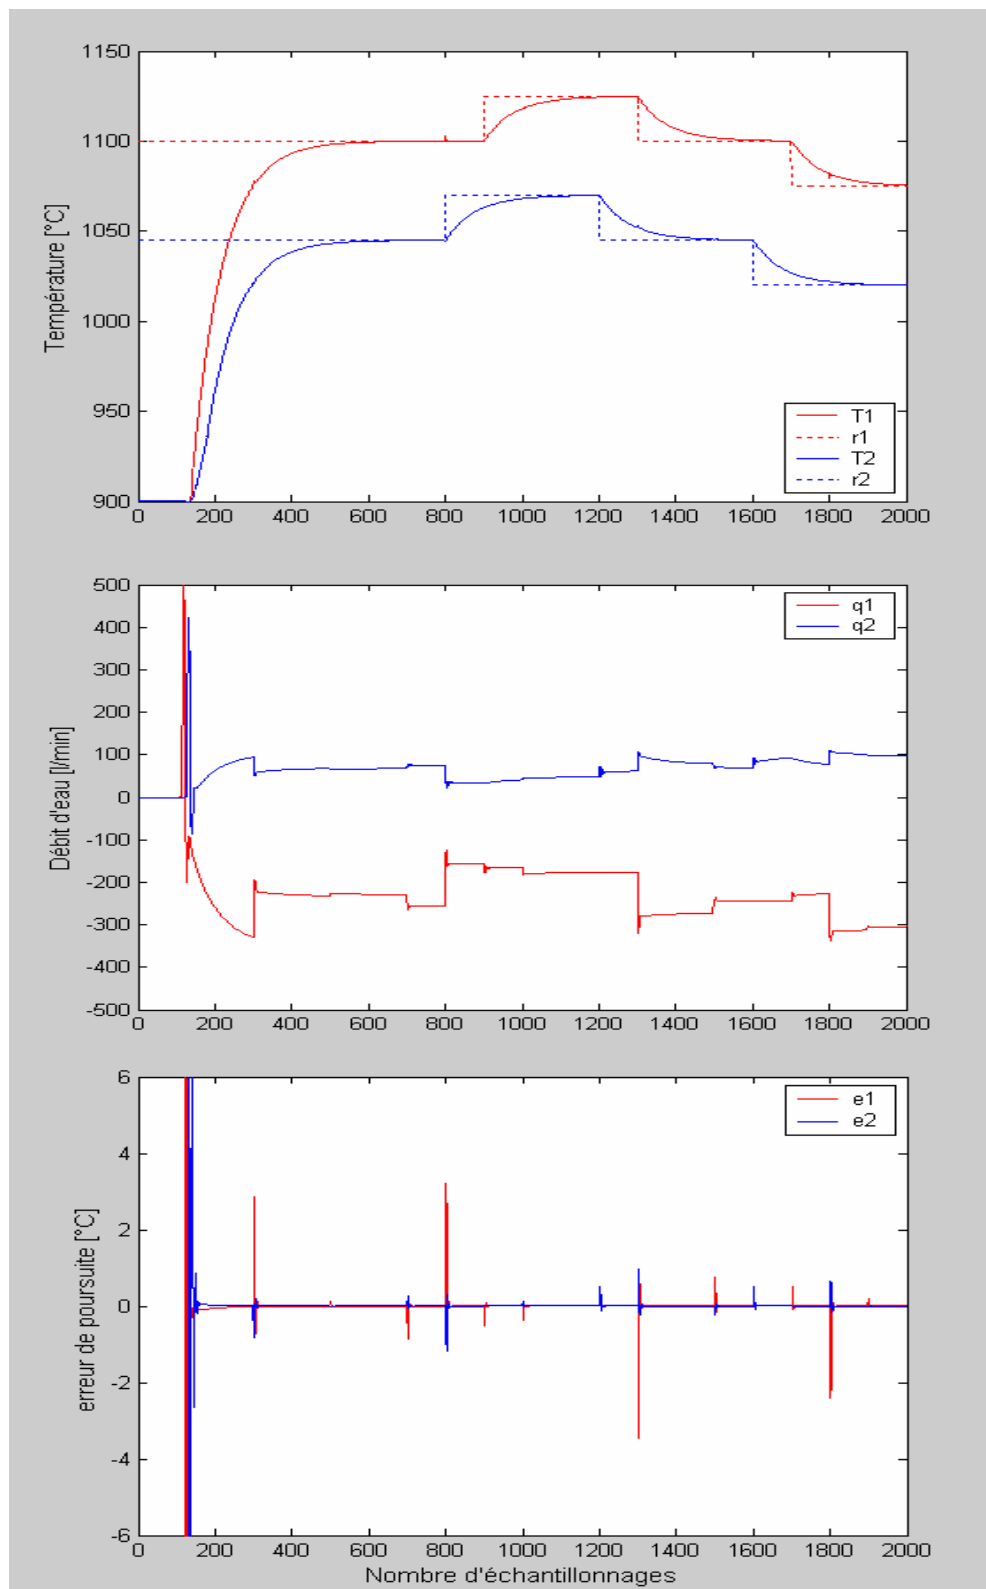 1150
1100
1050
1000
950
900
Température [°C]
T1
r1
T2
r2
0 200 400 600 800 1000 1200 1400 1600 1800 2000
500
400
300
200
100
0
-100
-200
-300
-400
-500
Débit d'eau [l/min]
q1
q2
0 200 400 600 800 1000 1200 1400 1600 1800 2000
6
4
2
0
-2
-4
-6
erreur de poursuite [°C]
e1
e2
0 200 400 600 800 1000 1200 1400 1600 1800 2000
Nombre d'échantillonnages